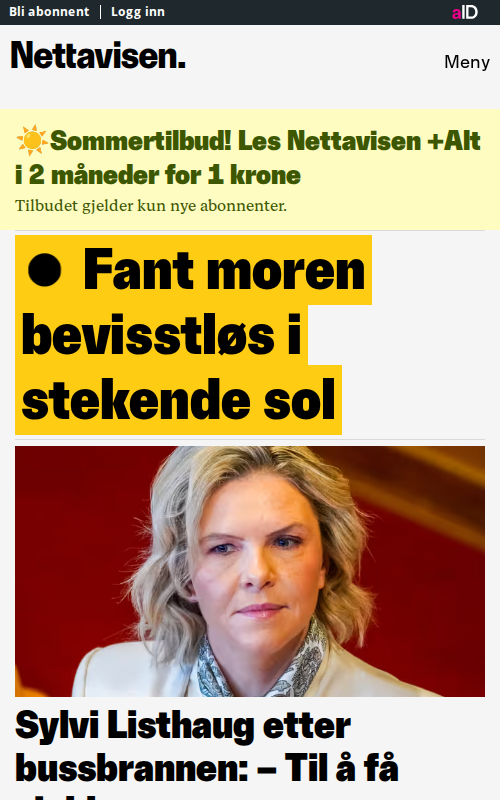 Bli abonnent
Logg inn
aID
Nettavisen.
Meny
☀️Sommertilbud! Les Nettavisen +Alt
i 2 måneder for 1 krone
Tilbudet gjelder kun nye abonnenter.
● Fant moren
bevisstløs i
stekende sol
Sylvi Listhaug etter
bussbrannen: – Til å få